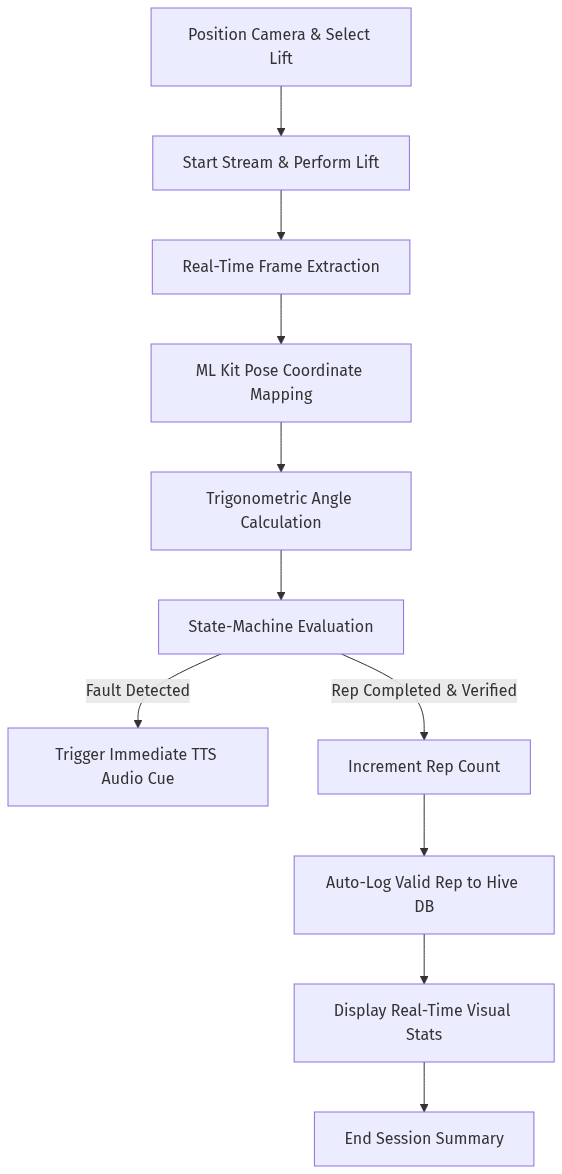 Position Camera & Select
Lift
Start Stream & Perform Lift
Real-Time Frame Extraction
ML Kit Pose Coordinate
Mapping
Trigonometric Angle
Calculation
State-Machine Evaluation
Fault Detected
Rep Completed & Verified
Trigger Immediate TTS
Audio Cue
Increment Rep Count
Auto-Log Valid Rep to Hive
DB
Display Real-Time Visual
Stats
End Session Summary